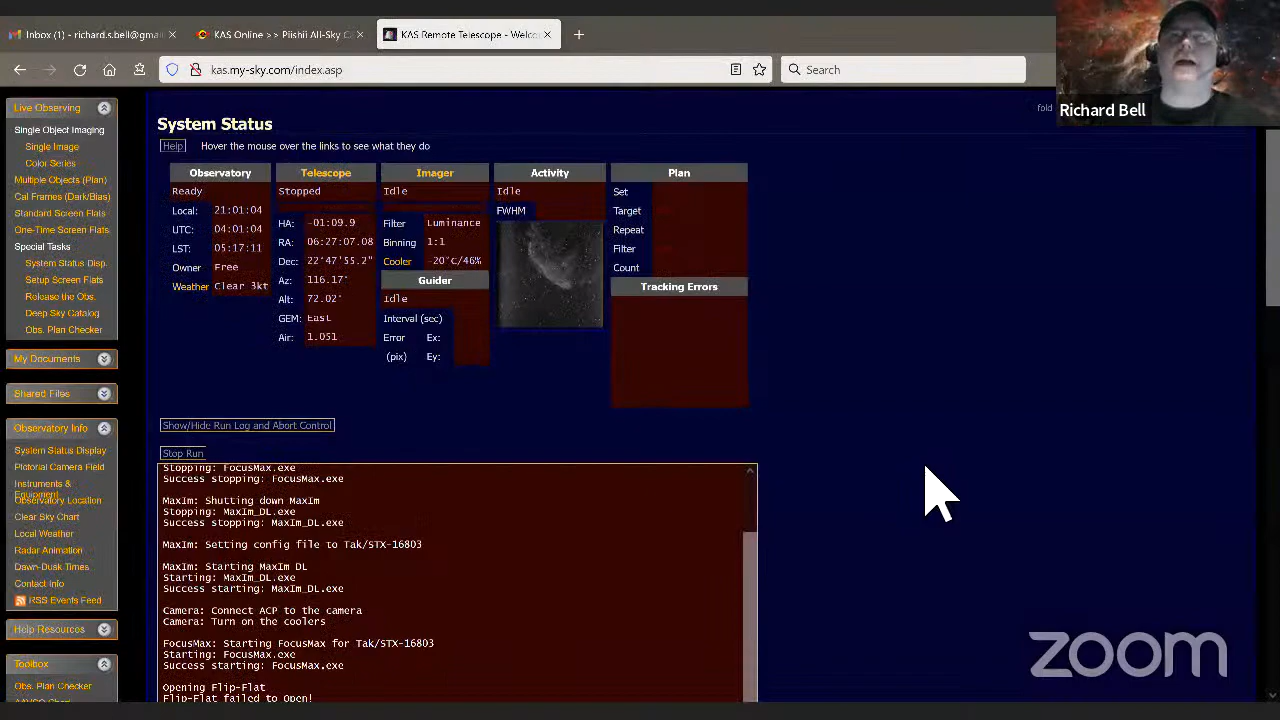 Inbox (1) - richard.s.bell@gmai
KAS Online >> Piishii All-Sky C
KAS Remote Telescope - Welco
kas.my-sky.com/index.asp
Search
Richard Bell
Live Observing
Single Object Imaging
Single Image
Color Series
Multiple Objects (Plan)
Cal Frames (Dark/Bias)
Standard Screen Flats
One-Time Screen Flats
Special Tasks
System Status Disp.
Setup Screen Flats
Release the Obs.
Deep Sky Catalog
Obs. Plan Checker
My Documents
Shared Files
Observatory Info
System Status Display
Pictorial Camera Field
Instruments &
Equipment
Observatory Location
Clear Sky Chart
Local Weather
Radar Animation
Dawn-Dusk Times
Contact Info
RSS Events Feed
Help Resources
Toolbox
Obs. Plan Checker
System Status
fold
Help Hover the mouse over the links to see what they do
Observatory
Ready
Local: 21:01:04
UTC: 04:01:04
LST: 05:17:11
Owner Free
Weather Clear 3kt
Telescope
Stopped
HA: -01:09.9
RA: 06:27:07.08
Dec: 22°47'55.2"
Az: 116.17°
Alt: 72.02°
GEM: East
Air: 1.051
Imager
Idle
Filter Luminance
Binning 1:1
Cooler -20°C/46%
Guider
Idle
Interval (sec)
Error Ex:
(pix) Ey:
Activity
Idle
FWHM
Plan
Set
Target
Repeat
Filter
Count
Tracking Errors
Show/Hide Run Log and Abort Control
Stop Run
Stopping: FocusMax.exe
Success stopping: FocusMax.exe
MaxIm: Shutting down MaxIm
Stopping: MaxIm_DL.exe
Success stopping: MaxIm_DL.exe
MaxIm: Setting config file to Tak/STX-16803
MaxIm: Starting MaxIm DL
Starting: MaxIm_DL.exe
Success starting: MaxIm_DL.exe
Camera: Connect ACP to the camera
Camera: Turn on the coolers
FocusMax: Starting FocusMax for Tak/STX-16803
Starting: FocusMax.exe
Success starting: FocusMax.exe
Opening Flip-Flat
Flip-Flat failed to Open!
zoom